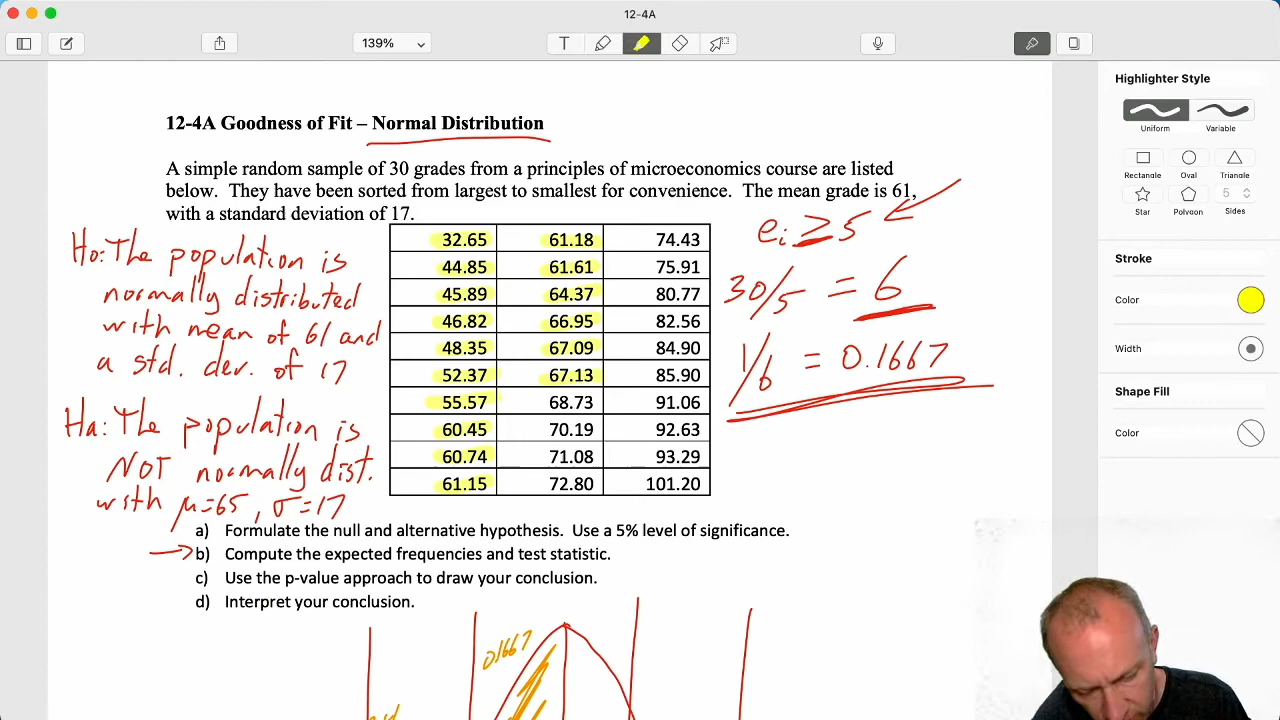 12-4A
139%
T
Highlighter Style
Uniform
Variable
Rectangle
Oval
Triangle
Star
Polygon
5
Sides
Stroke
Color
Width
Shape Fill
Color
12-4A Goodness of Fit – Normal Distribution
A simple random sample of 30 grades from a principles of microeconomics course are listed
below. They have been sorted from largest to smallest for convenience. The mean grade is 61,
with a standard deviation of 17.
Ho: The population is
normally distributed
with mean of 61 and
a std. dev. of 17
Ha: The population is
NOT normally dist.
with μ=65, σ=17
32.65 61.18 74.43
44.85 61.61 75.91
45.89 64.37 80.77
46.82 66.95 82.56
48.35 67.09 84.90
52.37 67.13 85.90
55.57 68.73 91.06
60.45 70.19 92.63
60.74 71.08 93.29
61.15 72.80 101.20
ei ≥ 5
30/5 = 6
1/6 = 0.1667
a) Formulate the null and alternative hypothesis. Use a 5% level of significance.
b) Compute the expected frequencies and test statistic.
c) Use the p-value approach to draw your conclusion.
d) Interpret your conclusion.
0.1667